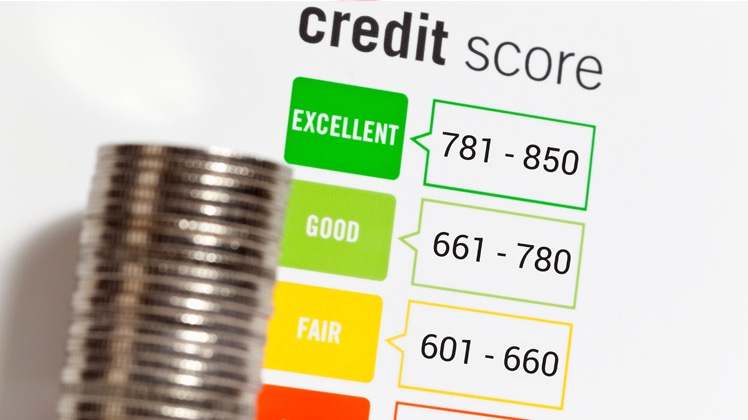 credit score
EXCELLENT 781 - 850
GOOD 661 - 780
FAIR 601 - 660